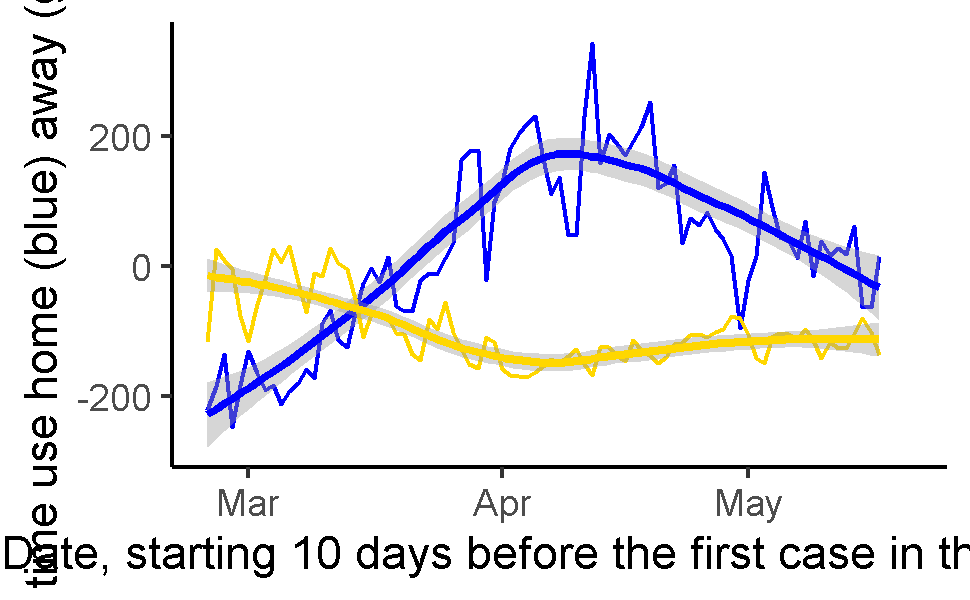 time use home (blue) away (
200
0
-200
Mar Apr May
Date, starting 10 days before the first case in th